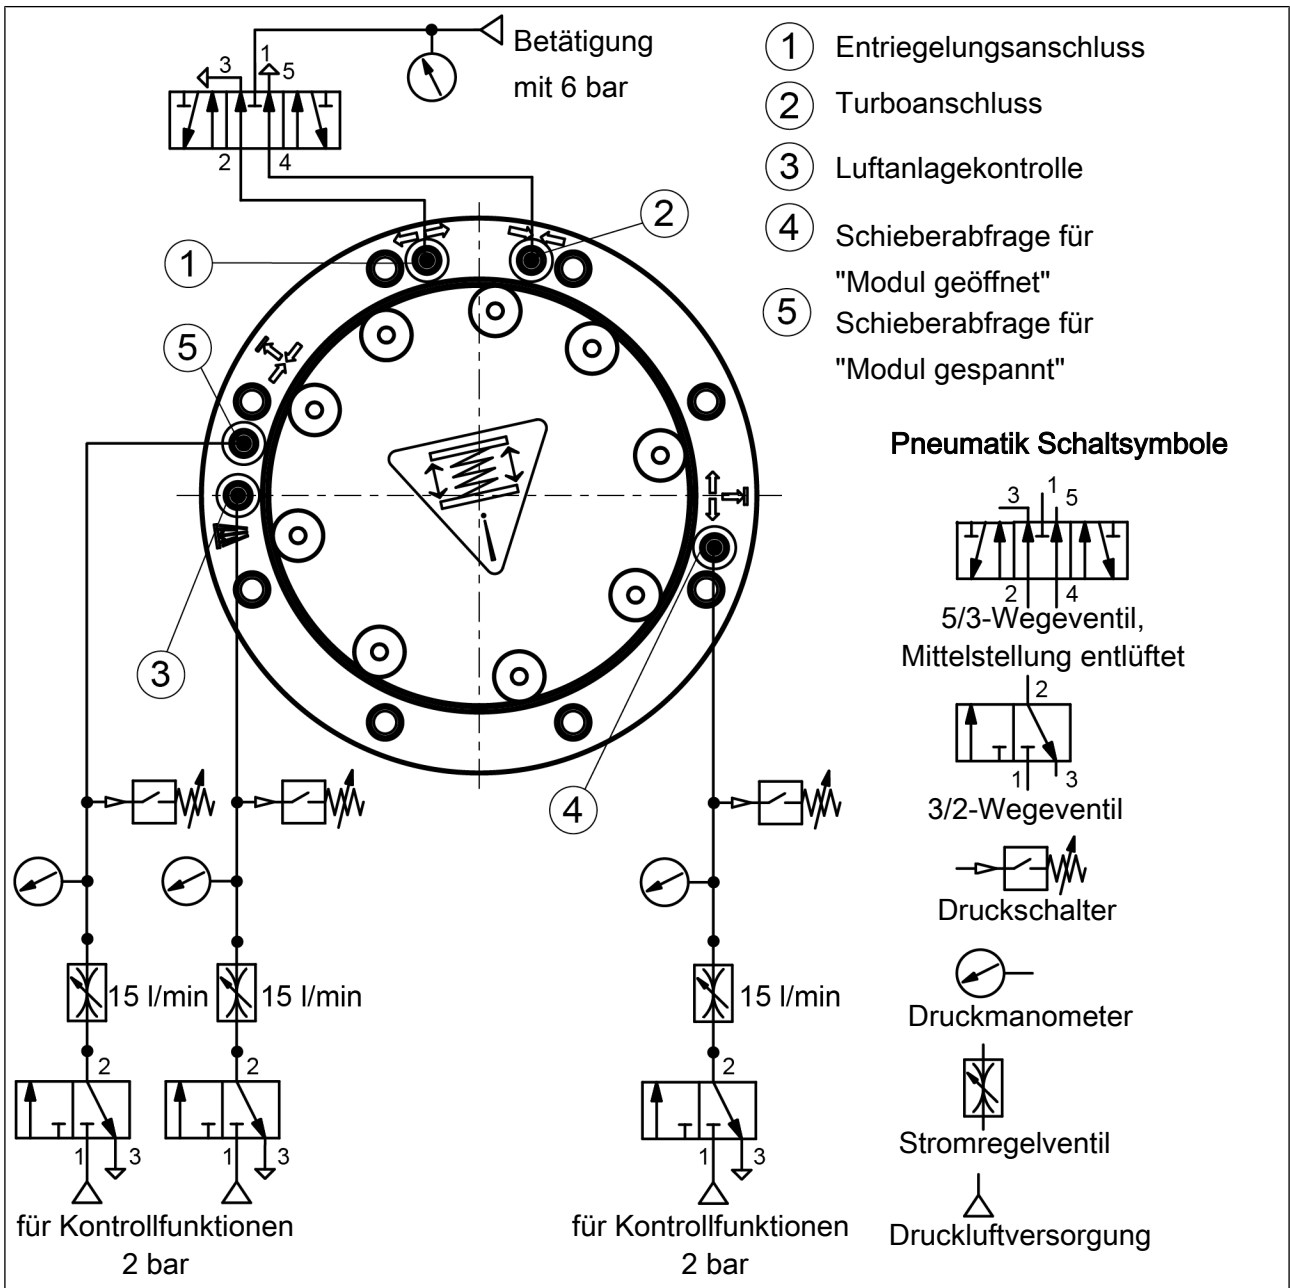 Betätigung
mit 6 bar
1
3
5
2
4
1 Entriegelungsanschluss
2 Turboanschluss
3 Luftanlagekontrolle
4 Schieberabfrage für
"Modul geöffnet"
5 Schieberabfrage für
"Modul gespannt"
1
2
5
3
4
Pneumatik Schaltsymbole
1
3
5
2
4
5/3-Wegeventil,
Mittelstellung entlüftet
2
1
3
3/2-Wegeventil
Druckschalter
Druckmanometer
Stromregelventil
Druckluftversorgung
15 l/min
15 l/min
15 l/min
2
1
3
2
1
3
2
1
3
für Kontrollfunktionen
2 bar
für Kontrollfunktionen
2 bar